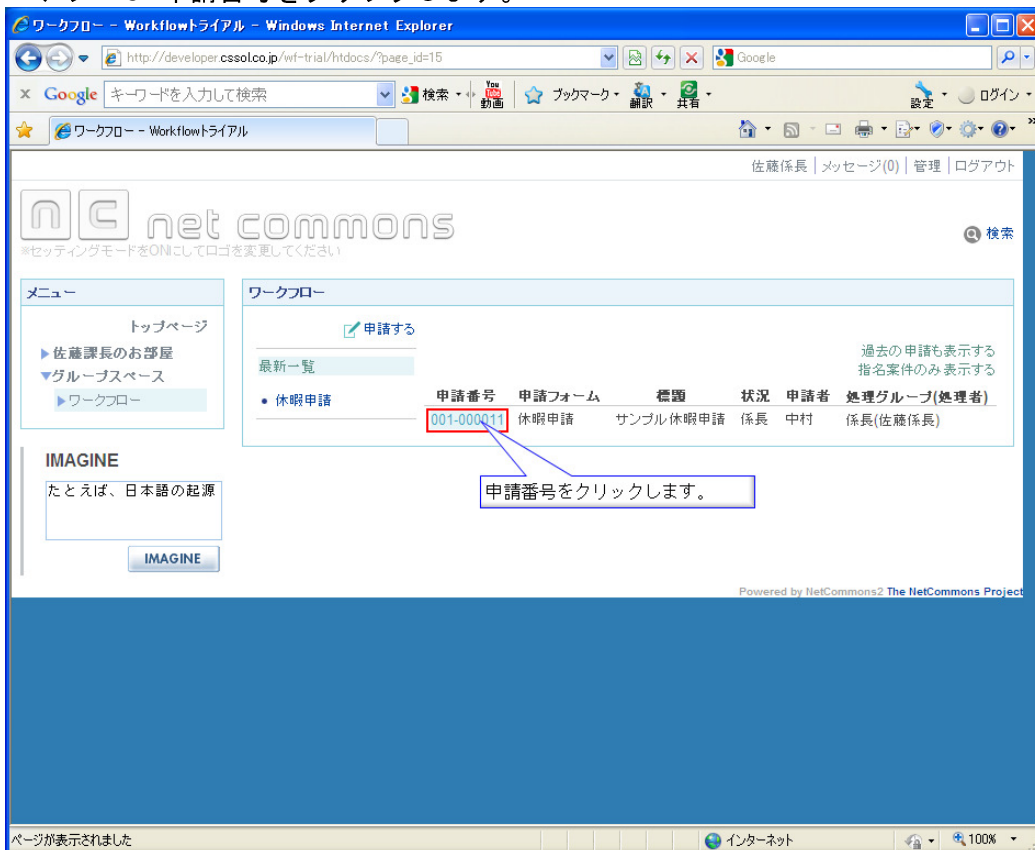 ワークフロー - Workflowトライアル - Windows Internet Explorer
http://developer.cssol.co.jp/wf-trial/htdocs/?page_id=15
Google
Google キーワードを入力して検索 検索 You Tube 動画 ブックマーク 翻訳 共有 設定 ログイン
ワークフロー - Workflowトライアル
佐藤係長 | メッセージ(0) | 管理 | ログアウト
nc net commons
※セッティングモードをONにしてロゴを変更してください
検索
メニュー
トップページ
佐藤課長のお部屋
グループスペース
ワークフロー
IMAGINE
たとえば、日本語の起源
IMAGINE
ワークフロー
申請する
最新一覧
• 休暇申請
過去の申請も表示する
指名案件のみ表示する
申請番号 申請フォーム 標題 状況 申請者 処理グループ(処理者)
001-000011 休暇申請 サンプル休暇申請 係長 中村 係長(佐藤係長)
申請番号をクリックします。
Powered by NetCommons2 The NetCommons Project
ページが表示されました インターネット 100%